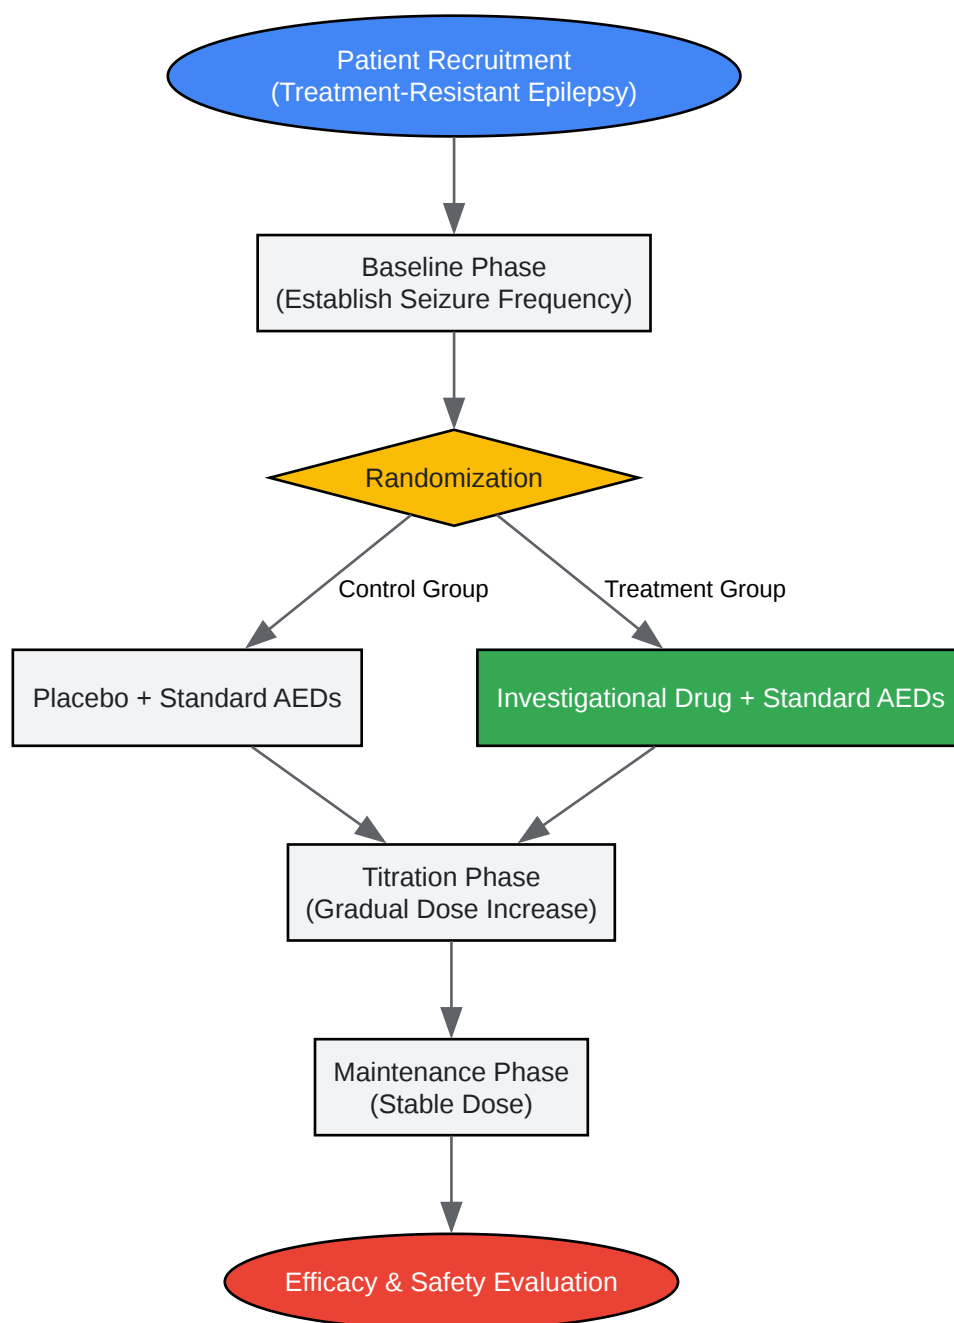 Patient Recruitment
(Treatment-Resistant Epilepsy)
Baseline Phase
(Establish Seizure Frequency)
Randomization
Control Group
Treatment Group
Placebo + Standard AEDs
Investigational Drug + Standard AEDs
Titration Phase
(Gradual Dose Increase)
Maintenance Phase
(Stable Dose)
Efficacy & Safety Evaluation